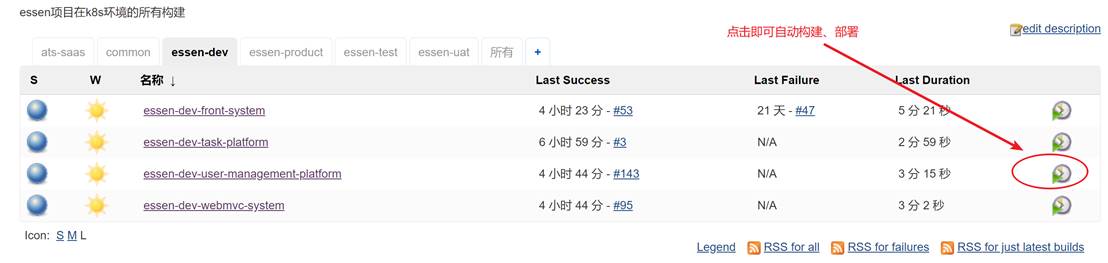 essen项目在k8s环境的所有构建
点击即可自动构建、部署
edit description
ats-saas common essen-dev essen-product essen-test essen-uat 所有 +
S W 名称 ↓ Last Success Last Failure Last Duration
essen-dev-front-system 4 小时 23 分 - #53 21 天 - #47 5 分 21 秒
essen-dev-task-platform 6 小时 59 分 - #3 N/A 2 分 59 秒
essen-dev-user-management-platform 4 小时 44 分 - #143 N/A 3 分 15 秒
essen-dev-webmvc-system 4 小时 44 分 - #95 N/A 3 分 2 秒
Icon: S M L
Legend RSS for all RSS for failures RSS for just latest builds